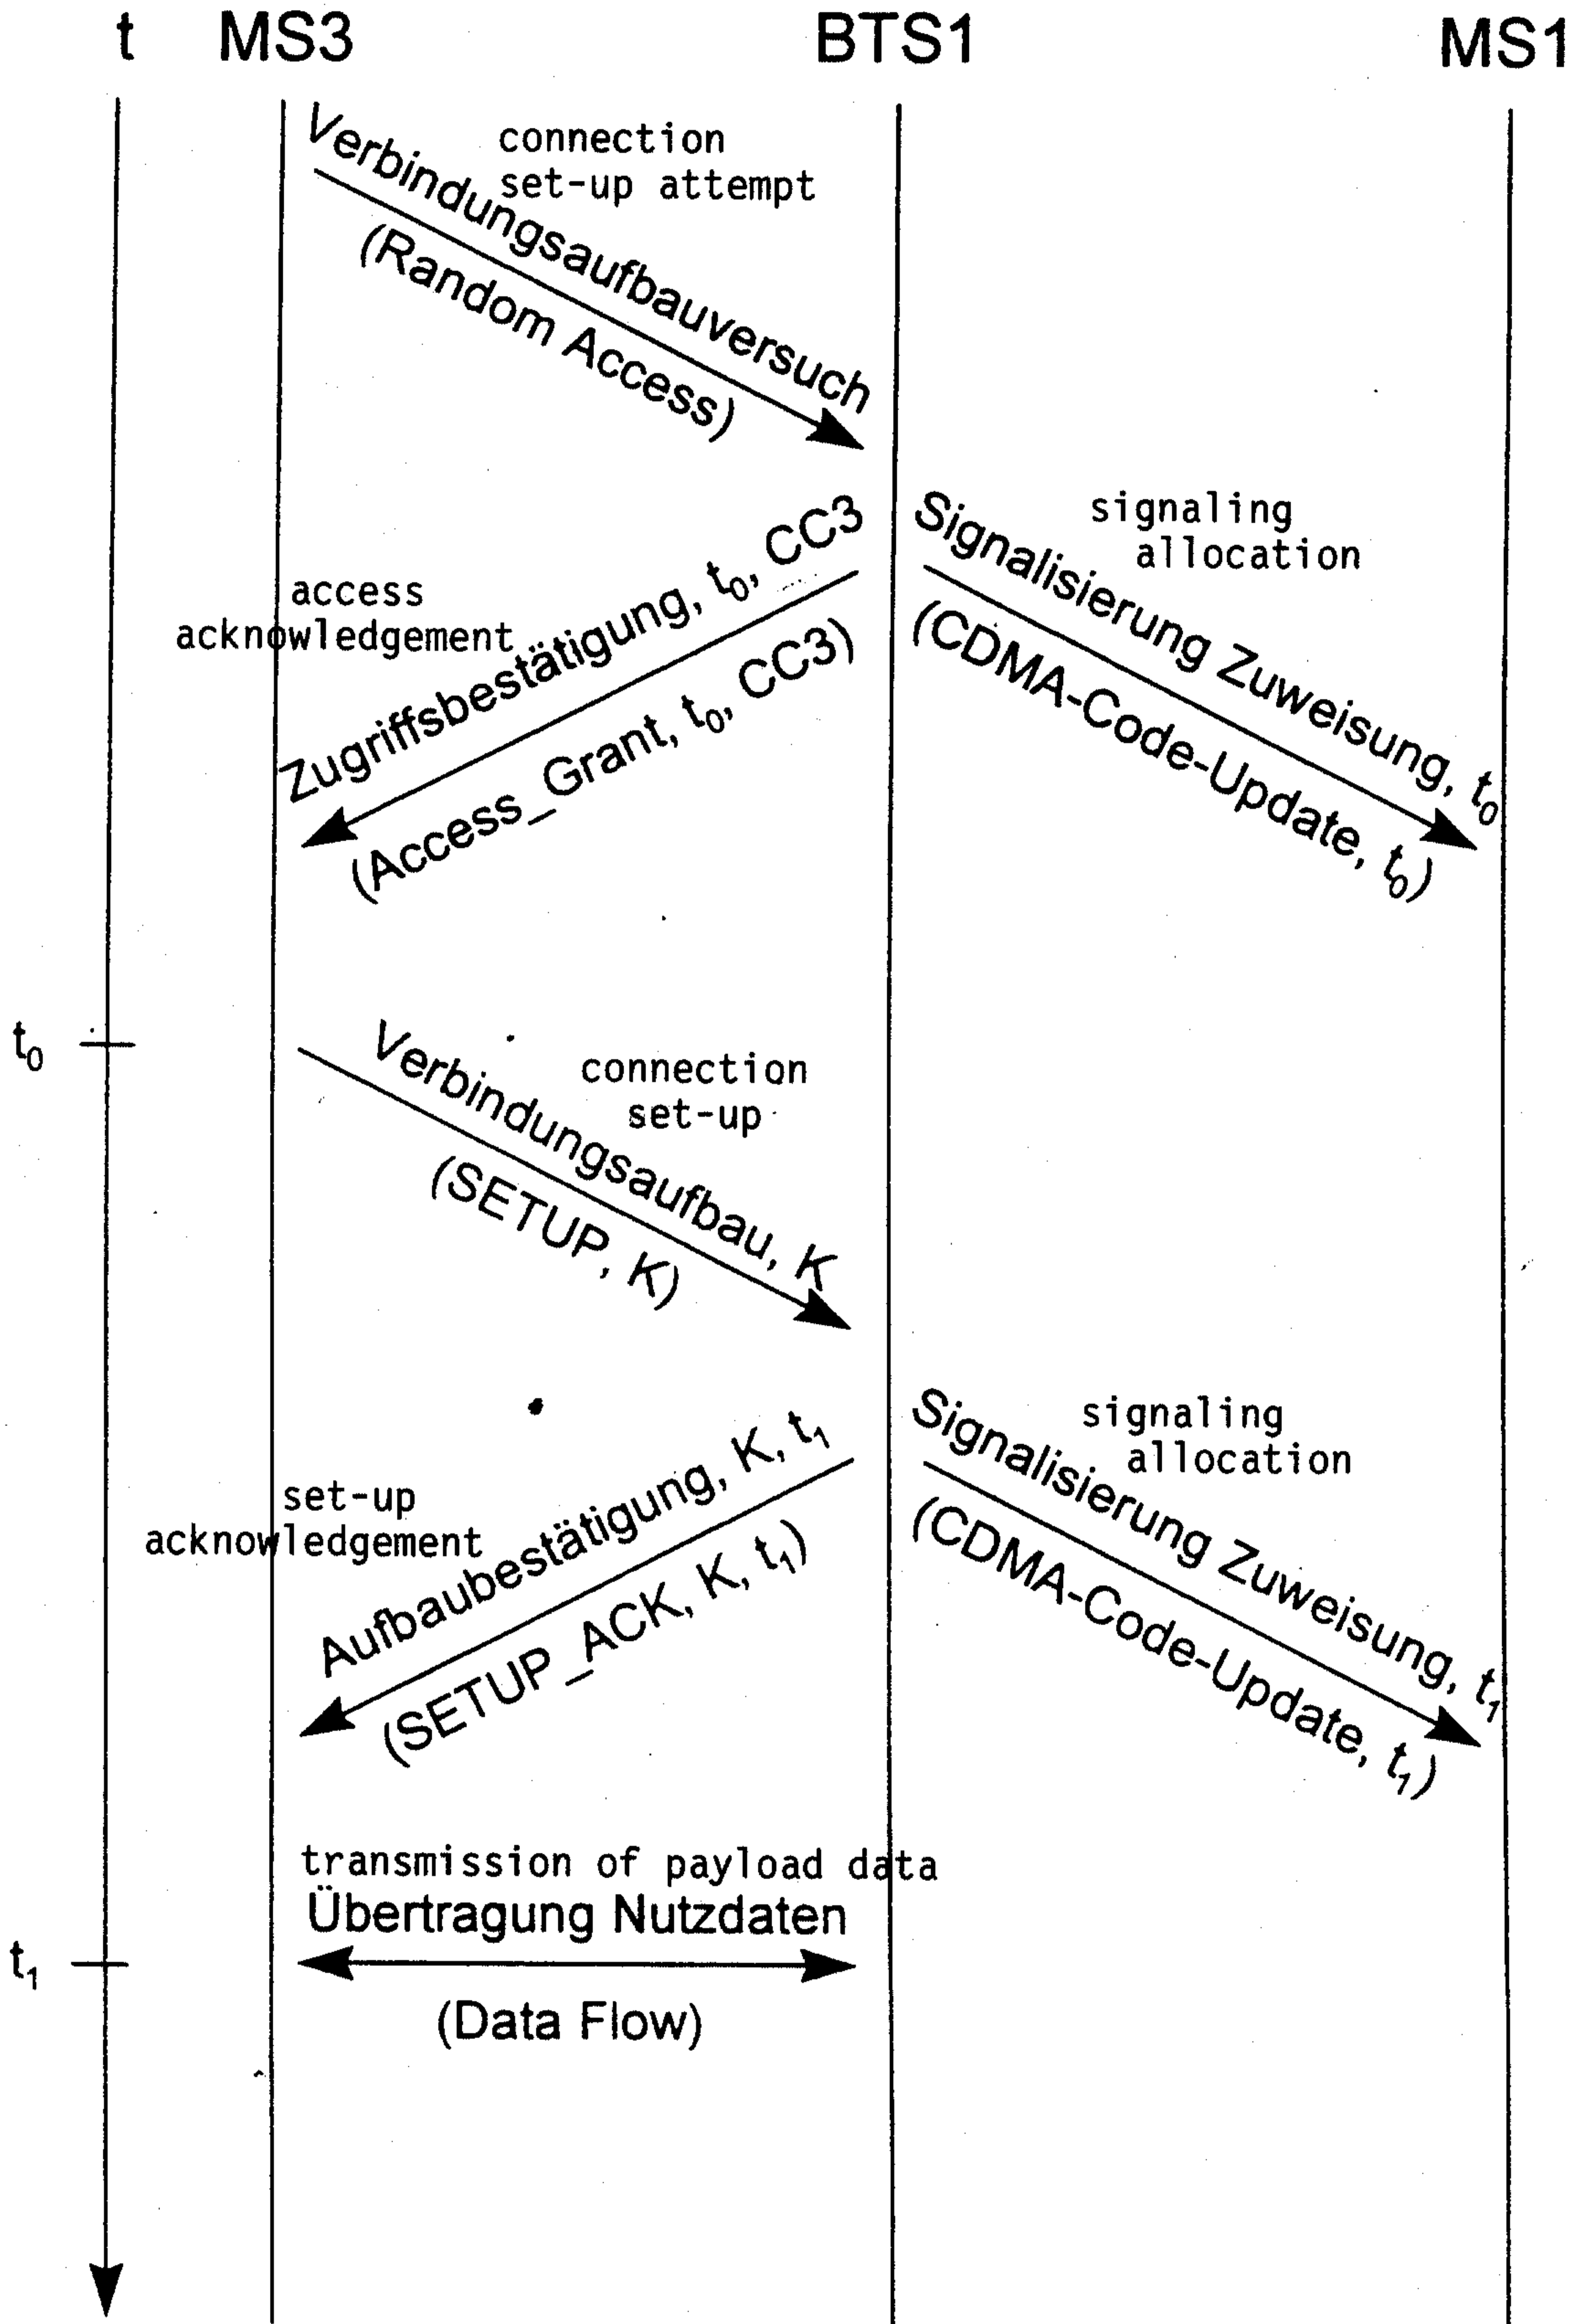 t MS3 BTS1 MS1
connection
set-up attempt
Verbindungsaufbauversuch
(Random Access)
signaling
allocation
Signalisierung Zuweisung, t₀
(CDMA-Code-Update, t₀)
access
acknowledgement
Zugriffsbestätigung, t₀, CC3
(Access_Grant, t₀, CC3)
t₀
connection
set-up
Verbindungsaufbau, K
(SETUP, K)
signaling
allocation
Signalisierung Zuweisung, t₁
(CDMA-Code-Update, t₁)
set-up
acknowledgement
Aufbaubestätigung, K, t₁
(SETUP_ACK, K, t₁)
transmission of payload data
Übertragung Nutzdaten
t₁
(Data Flow)